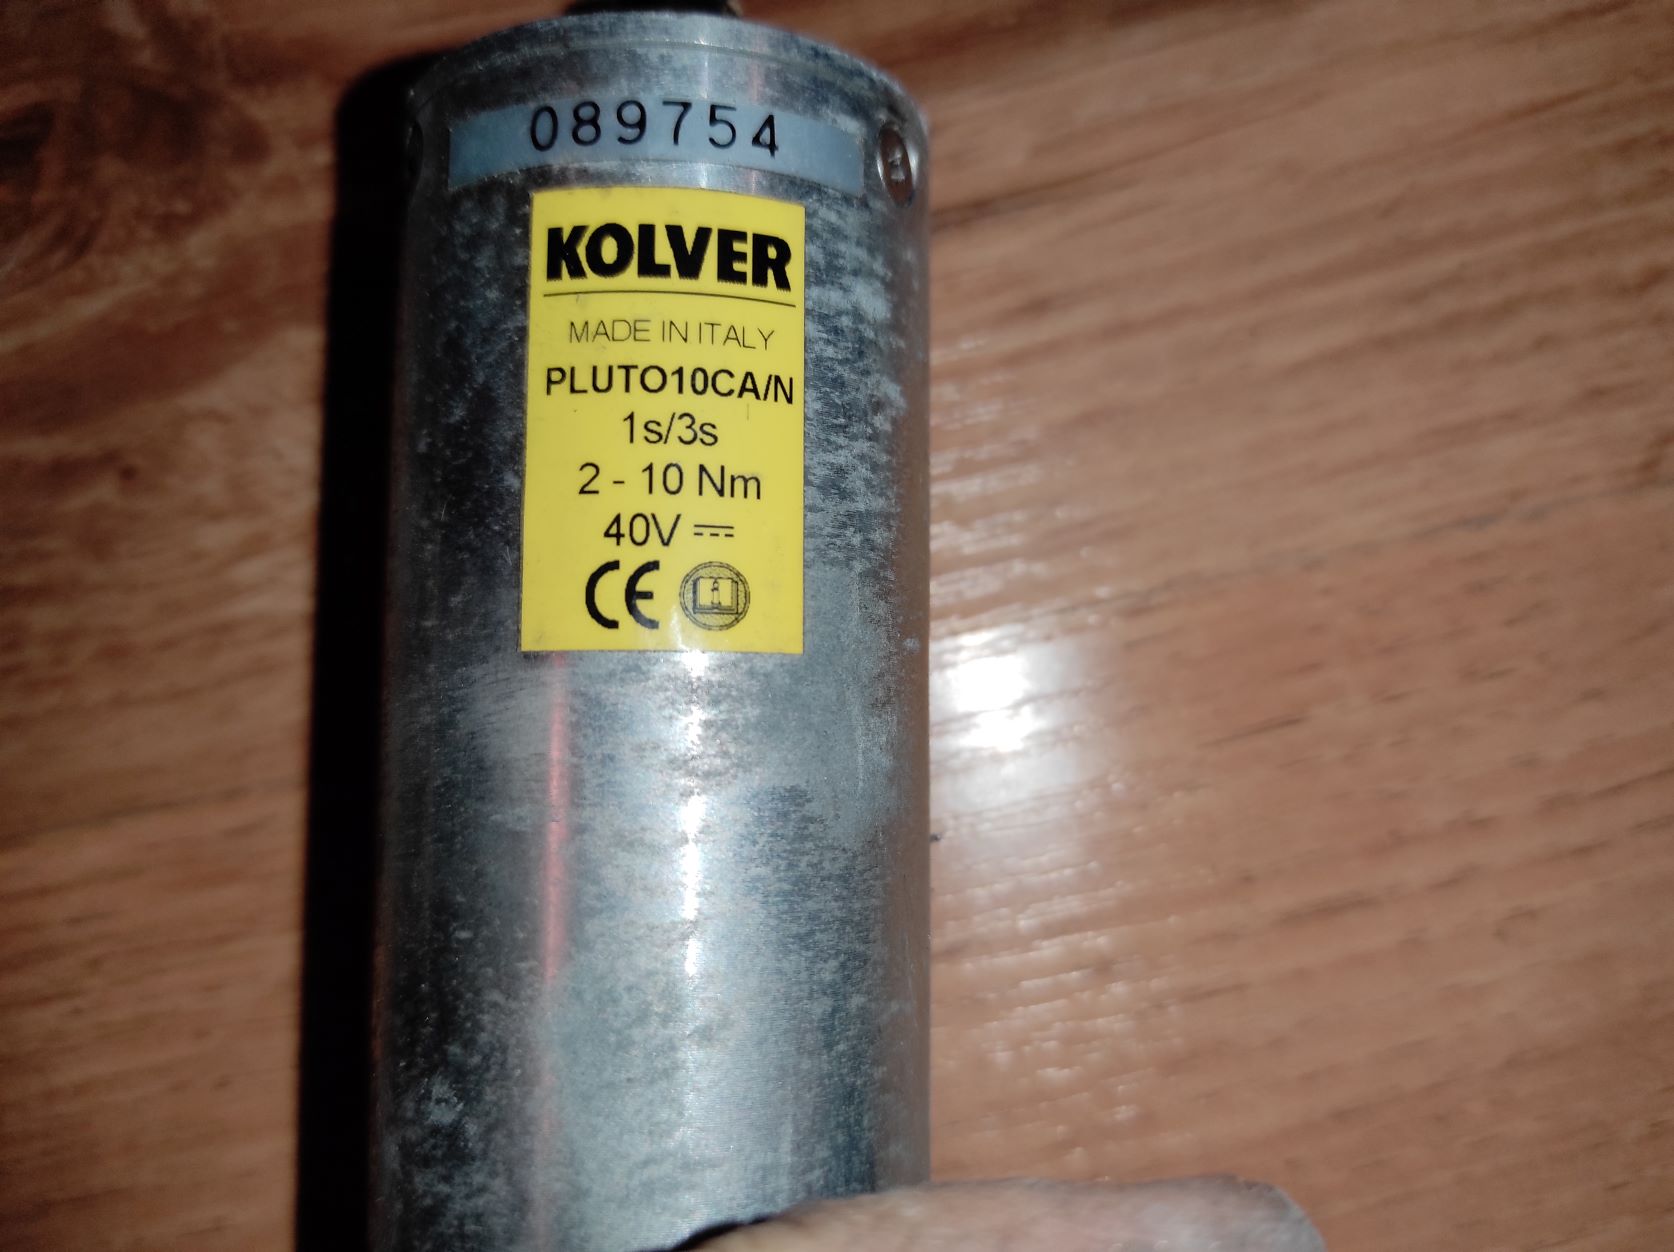 089754
KOLVER
MADE IN ITALY
PLUTO10CA/N
1s/3s
2 - 10 Nm
40V ⎓
CE i